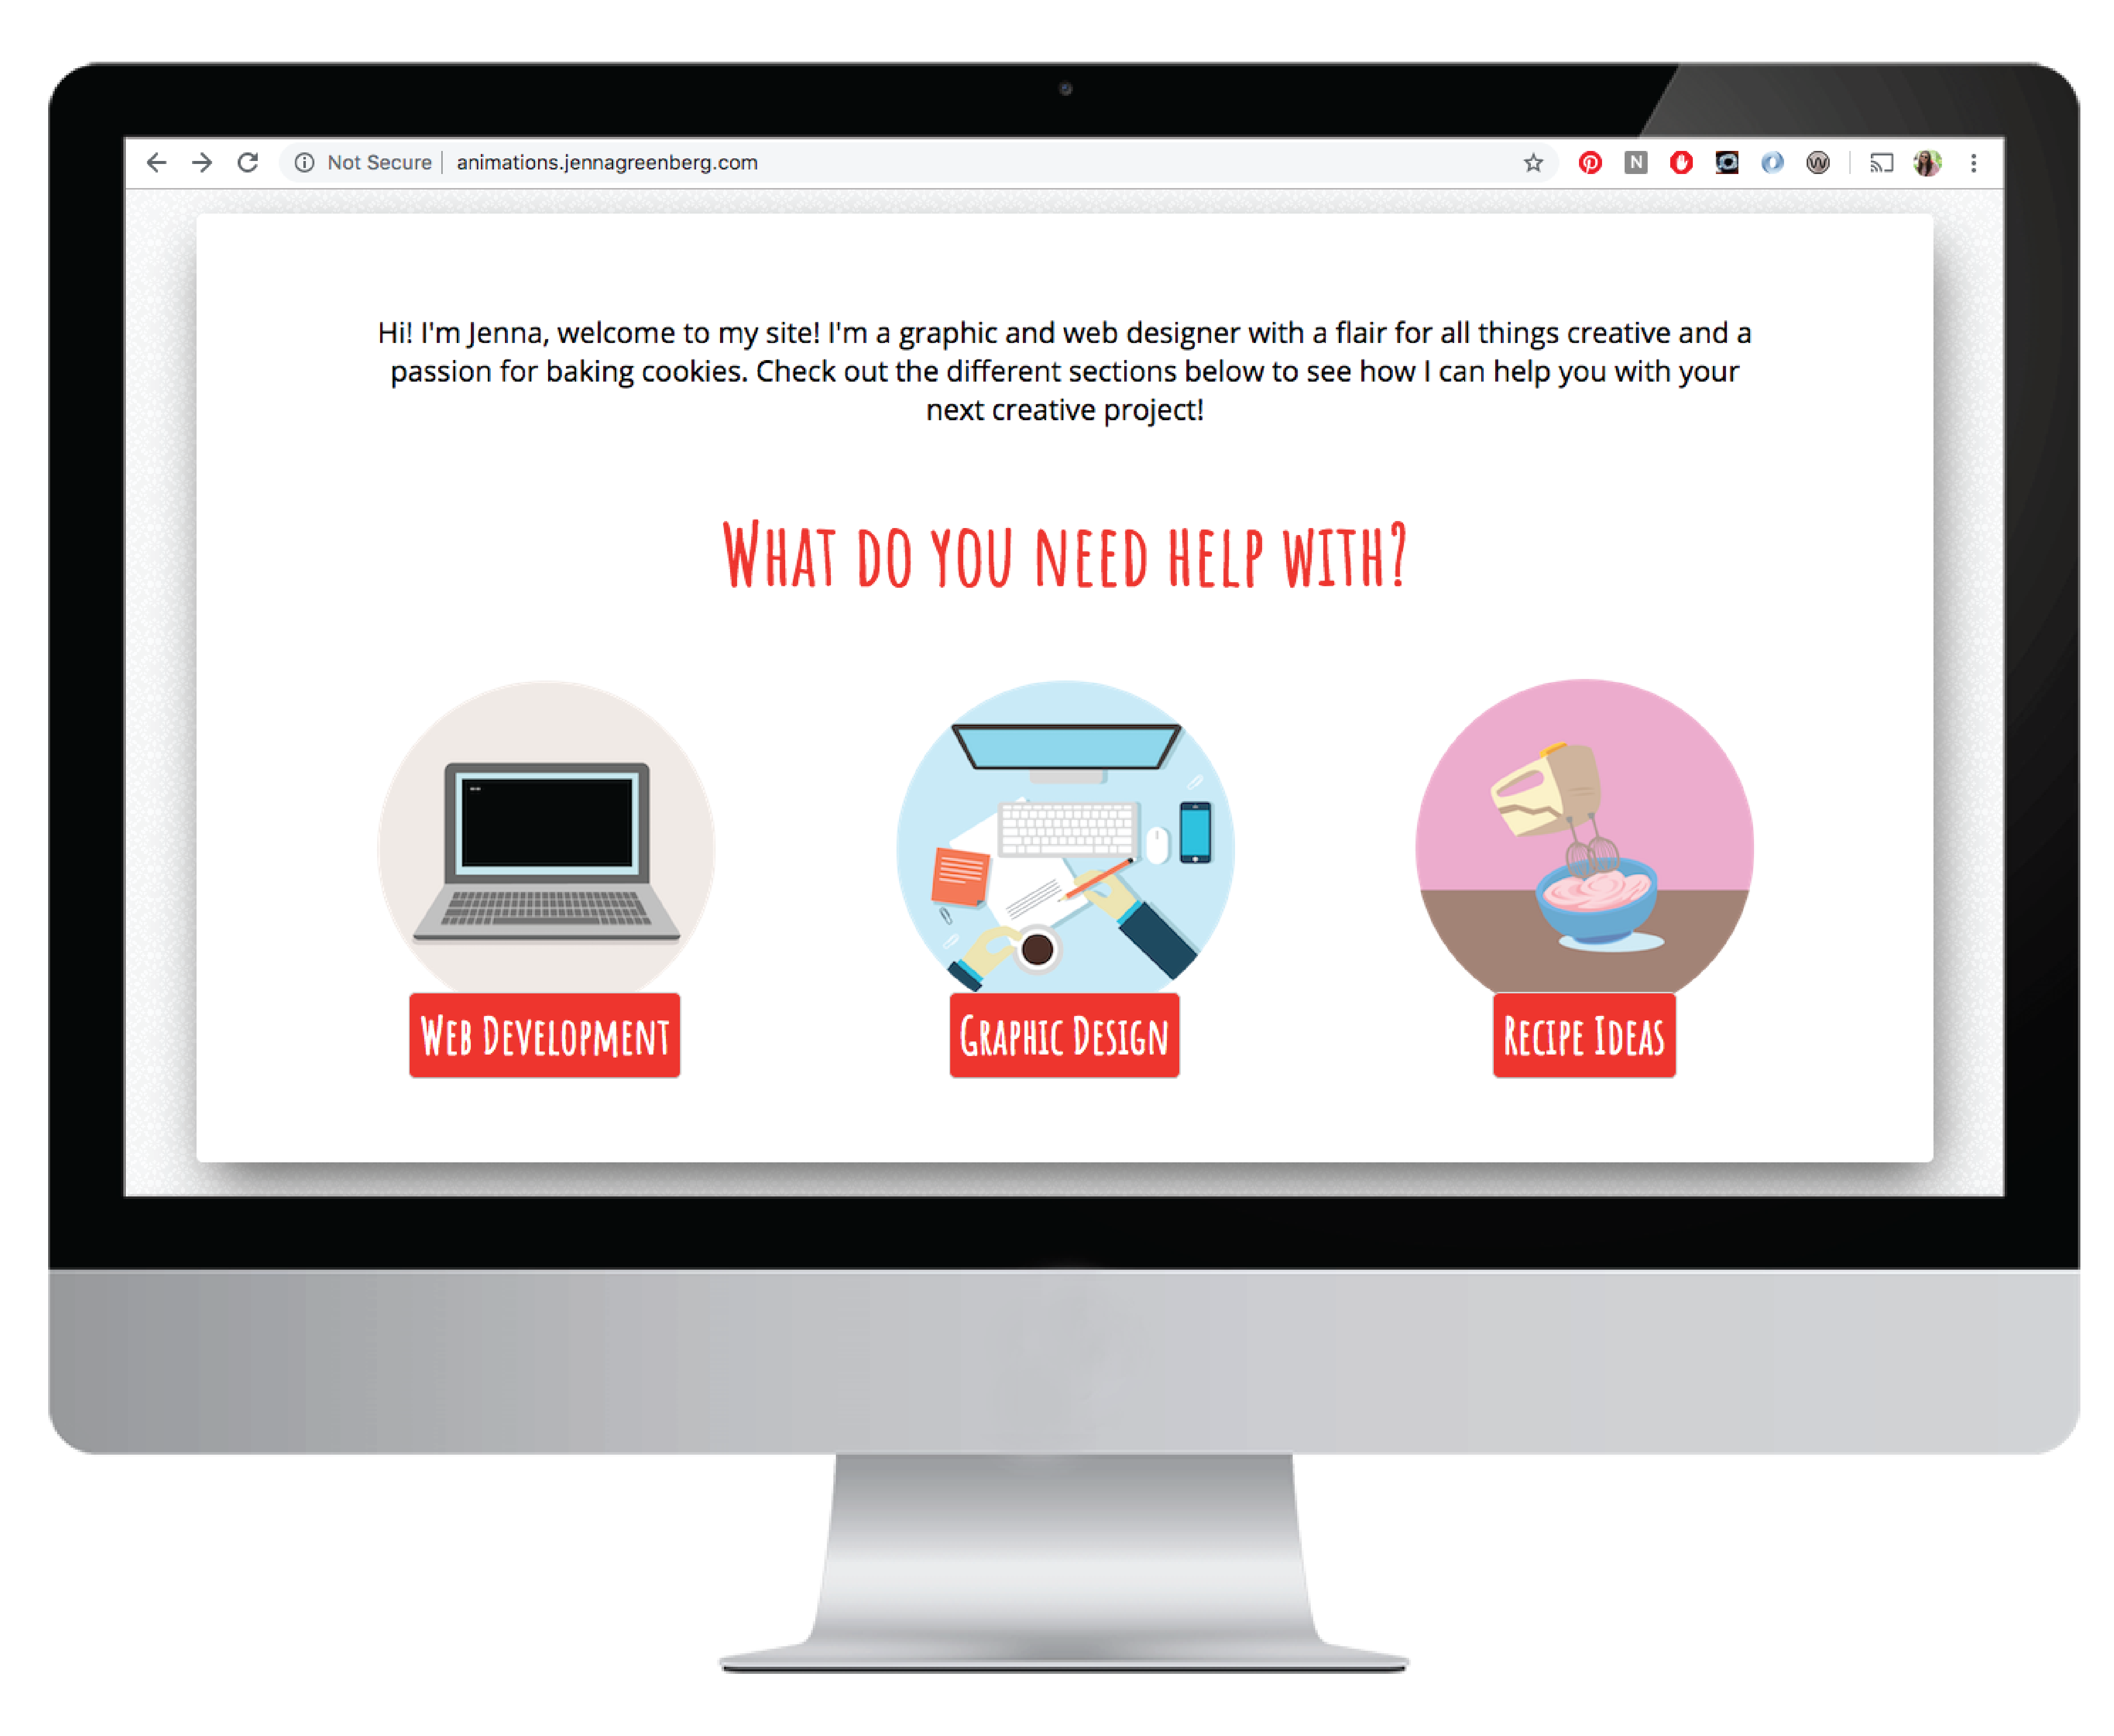 Not Secure | animations.jennagreenberg.com
N
Hi! I'm Jenna, welcome to my site! I'm a graphic and web designer with a flair for all things creative and a
passion for baking cookies. Check out the different sections below to see how I can help you with your
next creative project!
What do you need help with?
Web Development
Graphic Design
Recipe Ideas